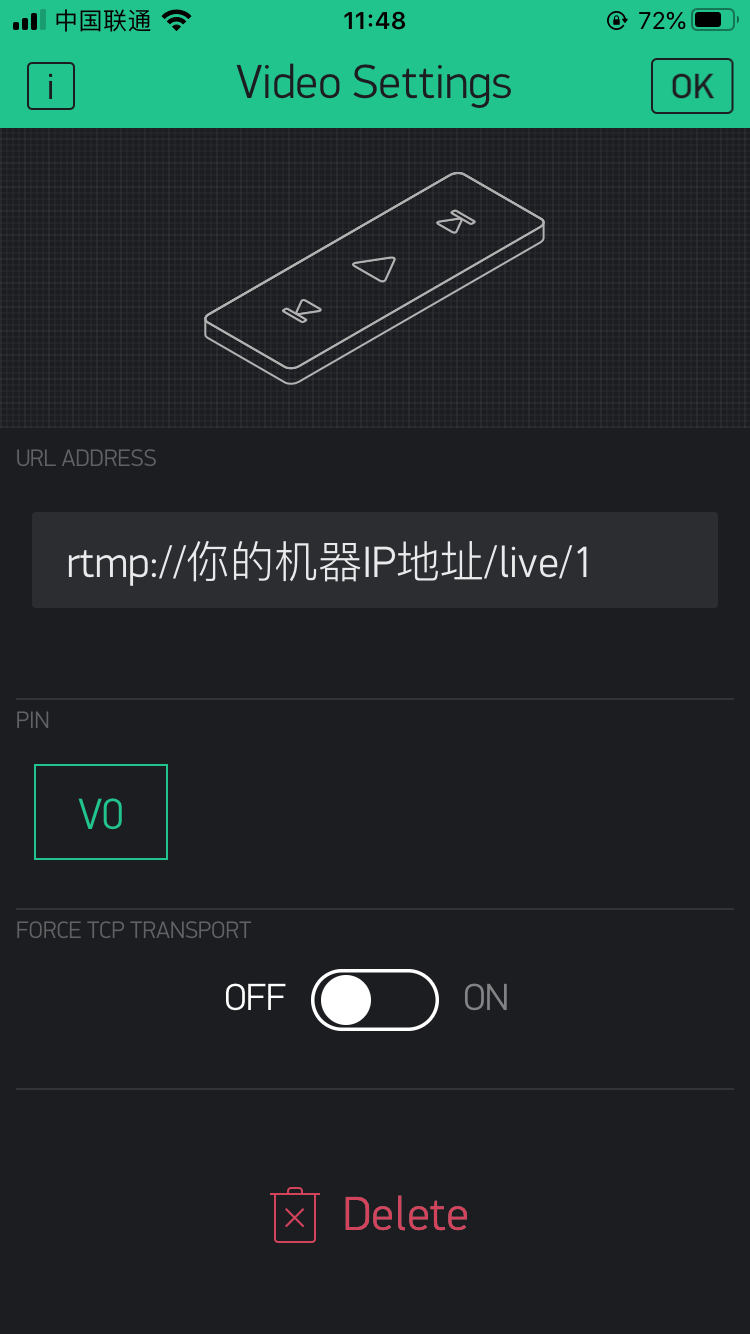 中国联通 11:48 72%
i Video Settings OK
URL ADDRESS
rtmp://你的机器IP地址/live/1
PIN
V0
FORCE TCP TRANSPORT
OFF ON
Delete